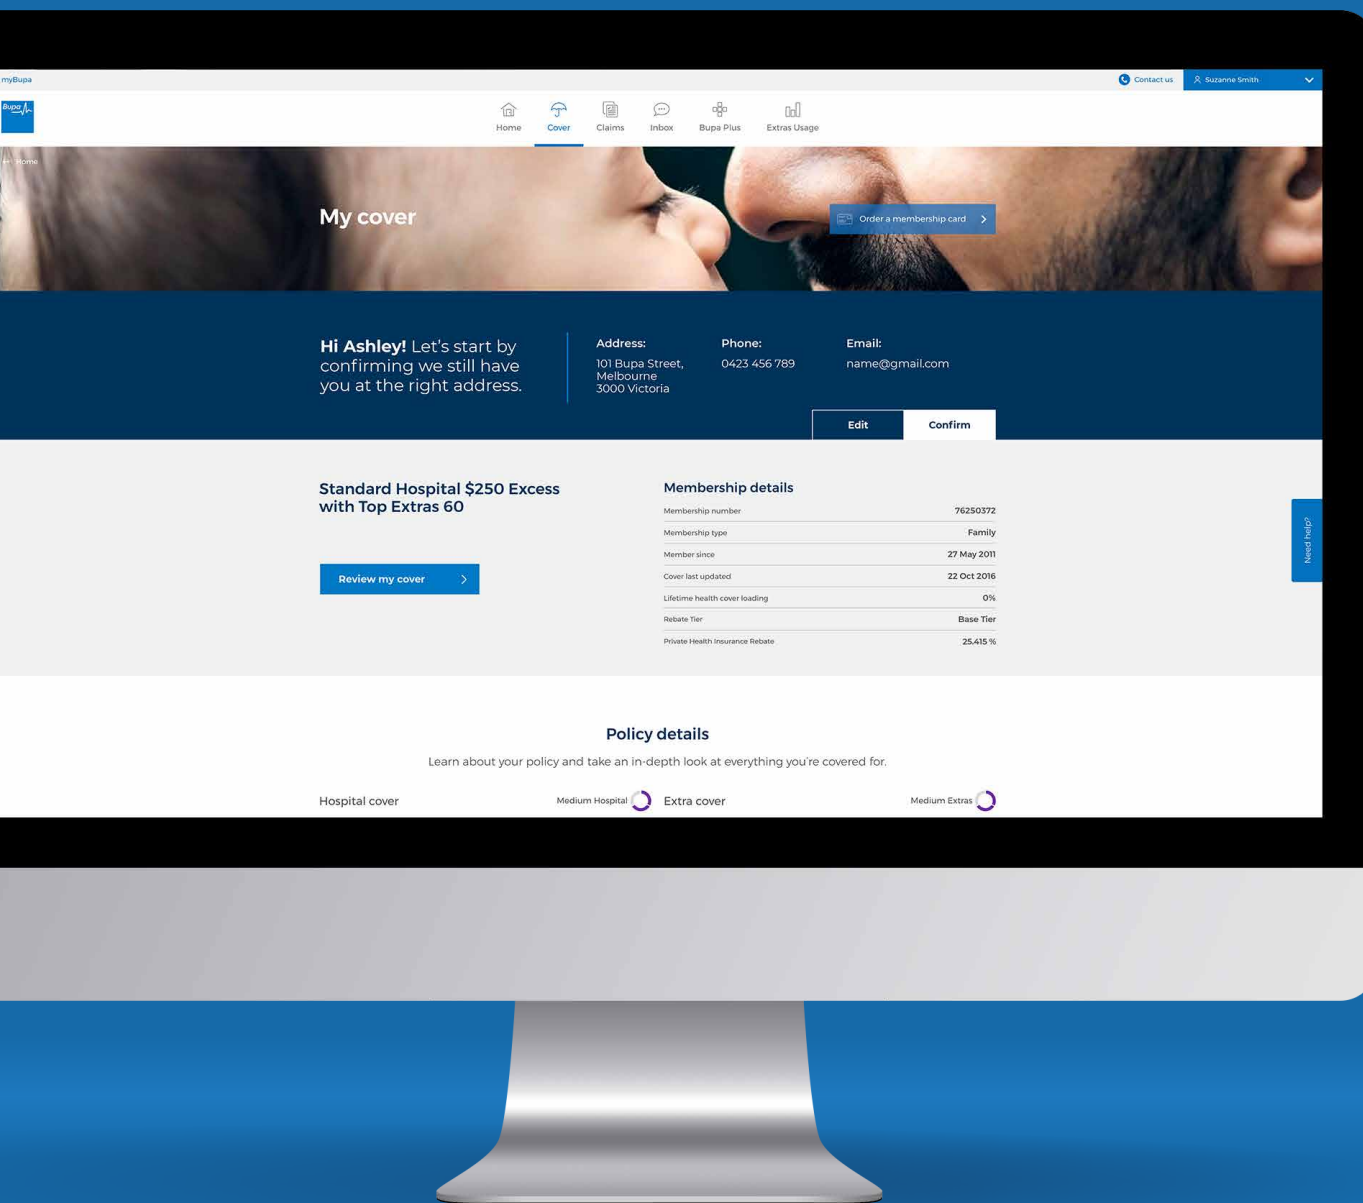 myBupa
Contact us
Suzanne Smith
Bupa
Home
Cover
Claims
Inbox
Bupa Plus
Extras Usage
← Home
My cover
Order a membership card
Hi Ashley! Let's start by
confirming we still have
you at the right address.
Address:
101 Bupa Street,
Melbourne
3000 Victoria
Phone:
0423 456 789
Email:
name@gmail.com
Edit
Confirm
Standard Hospital $250 Excess
with Top Extras 60
Review my cover
Membership details
Membership number 76250372
Membership type Family
Member since 27 May 2011
Cover last updated 22 Oct 2016
Lifetime health cover loading 0%
Rebate Tier Base Tier
Private Health Insurance Rebate 25.415 %
Need help?
Policy details
Learn about your policy and take an in-depth look at everything you're covered for.
Hospital cover
Medium Hospital
Extra cover
Medium Extras